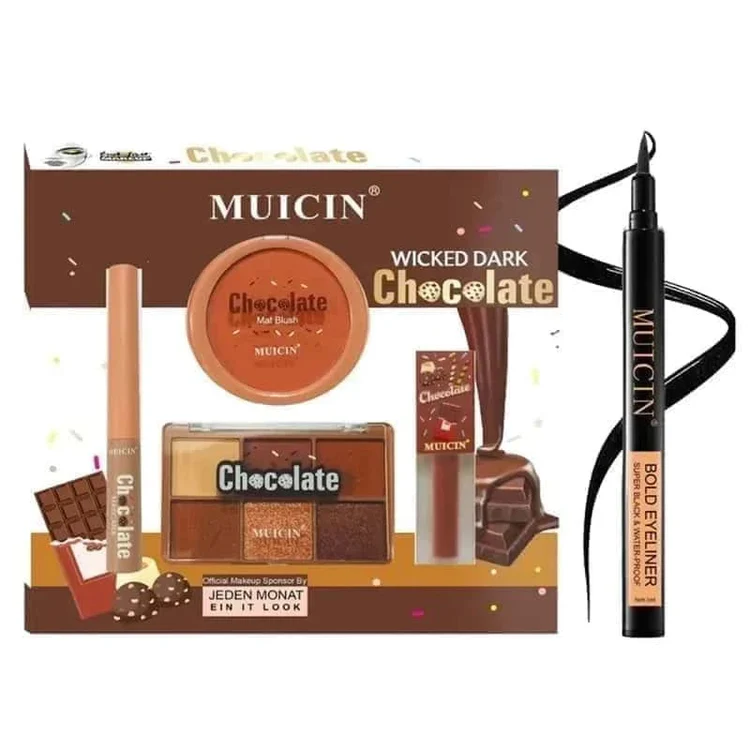 Chocolate
MUICIN®
WICKED DARK
Chocolate
Chocolate
Mat Blush
MUICIN®
Chocolate
MUICIN
Chocolate
Chocolate
MUICIN®
Official Makeup Sponsor By
JEDEN MONAT
EIN IT LOOK
MUICIN®
BOLD EYELINER
SUPER BLACK & WATER-PROOF